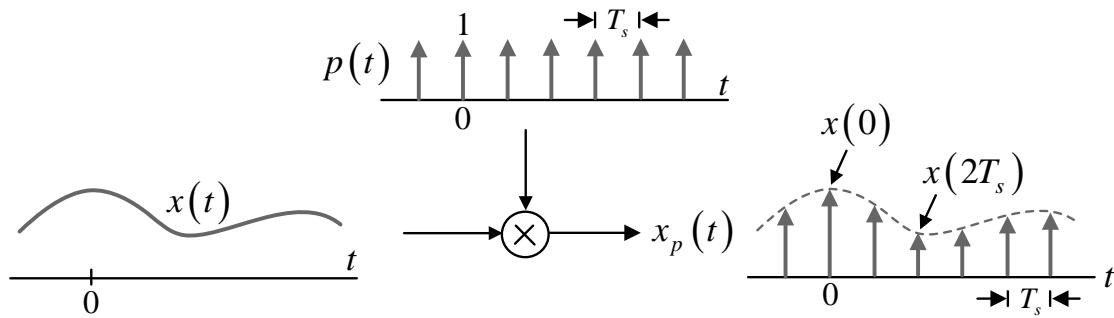 1
T_s
p(t)
t
0
x(0)
x(t)
x(2T_s)
x_p(t)
t
0
t
0
T_s